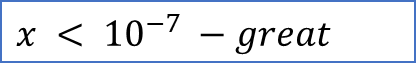 x < 10⁻⁷ − great